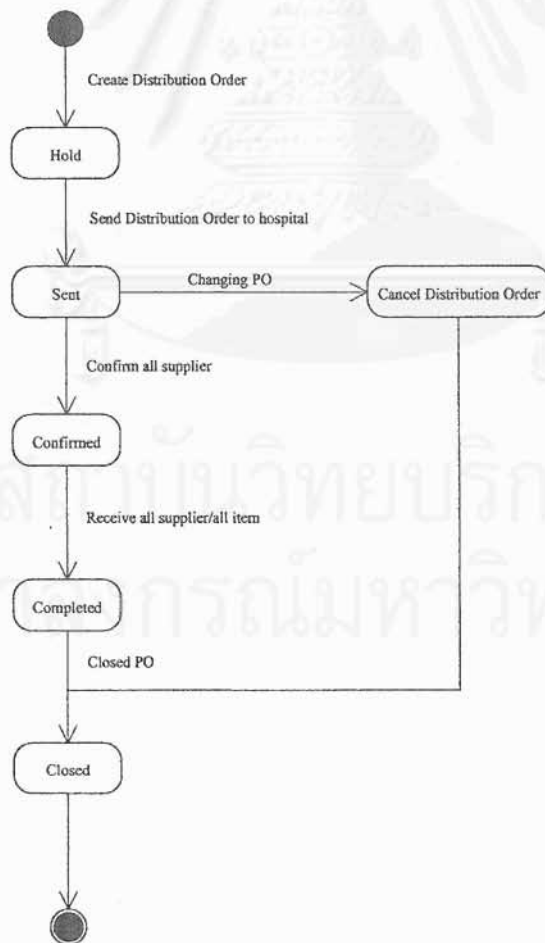 Create Distribution Order
Hold
Send Distribution Order to hospital
Sent
Changing PO
Cancel Distribution Order
Confirm all supplier
Confirmed
Receive all supplier/all item
Completed
Closed PO
Closed